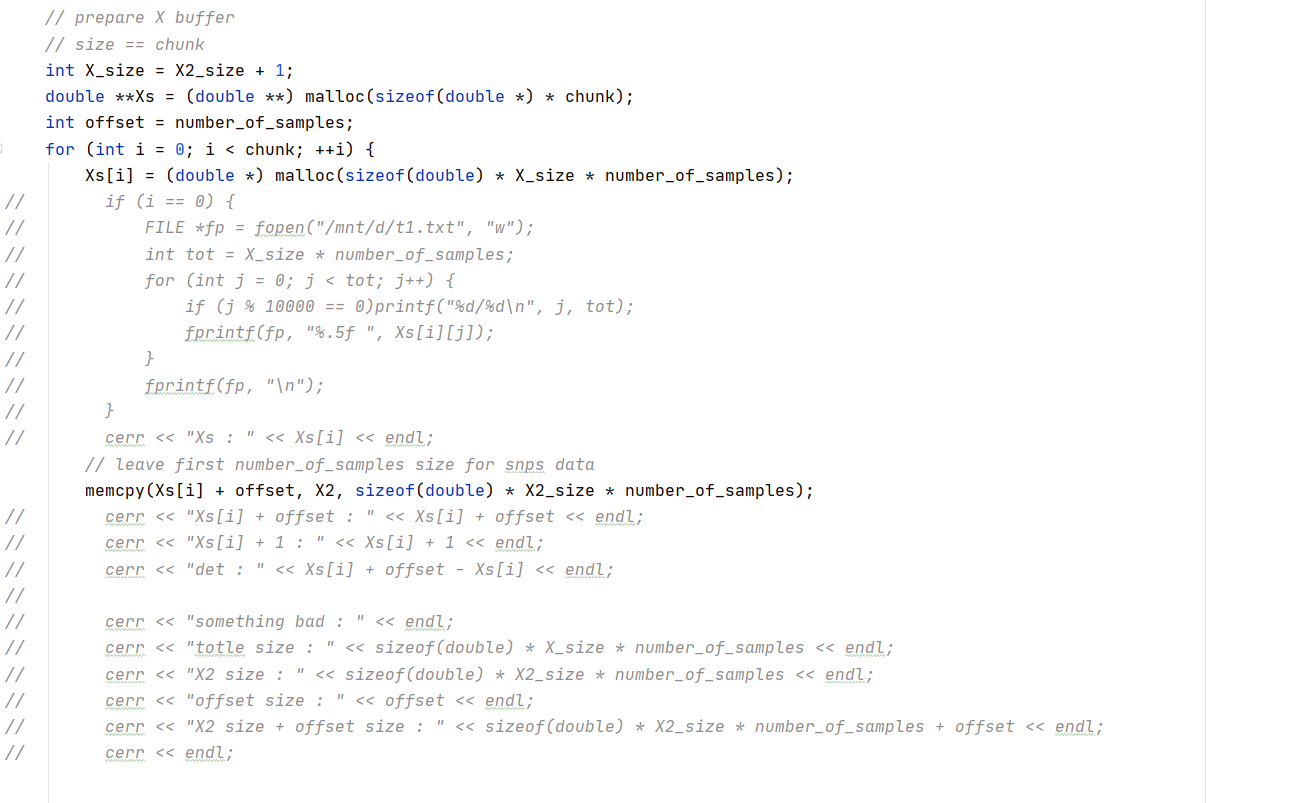 // prepare X buffer
// size == chunk
int X_size = X2_size + 1;
double **Xs = (double **) malloc(sizeof(double *) * chunk);
int offset = number_of_samples;
for (int i = 0; i < chunk; ++i) {
    Xs[i] = (double *) malloc(sizeof(double) * X_size * number_of_samples);
//        if (i == 0) {
//            FILE *fp = fopen("/mnt/d/t1.txt", "w");
//            int tot = X_size * number_of_samples;
//            for (int j = 0; j < tot; j++) {
//                if (j % 10000 == 0)printf("%d/%d\n", j, tot);
//                fprintf(fp, "%.5f ", Xs[i][j]);
//            }
//            fprintf(fp, "\n");
//        }
//        cerr << "Xs : " << Xs[i] << endl;
    // leave first number_of_samples size for snps data
    memcpy(Xs[i] + offset, X2, sizeof(double) * X2_size * number_of_samples);
//        cerr << "Xs[i] + offset : " << Xs[i] + offset << endl;
//        cerr << "Xs[i] + 1 : " << Xs[i] + 1 << endl;
//        cerr << "det : " << Xs[i] + offset - Xs[i] << endl;
//
//        cerr << "something bad : " << endl;
//        cerr << "totle size : " << sizeof(double) * X_size * number_of_samples << endl;
//        cerr << "X2 size : " << sizeof(double) * X2_size * number_of_samples << endl;
//        cerr << "offset size : " << offset << endl;
//        cerr << "X2 size + offset size : " << sizeof(double) * X2_size * number_of_samples + offset << endl;
//        cerr << endl;